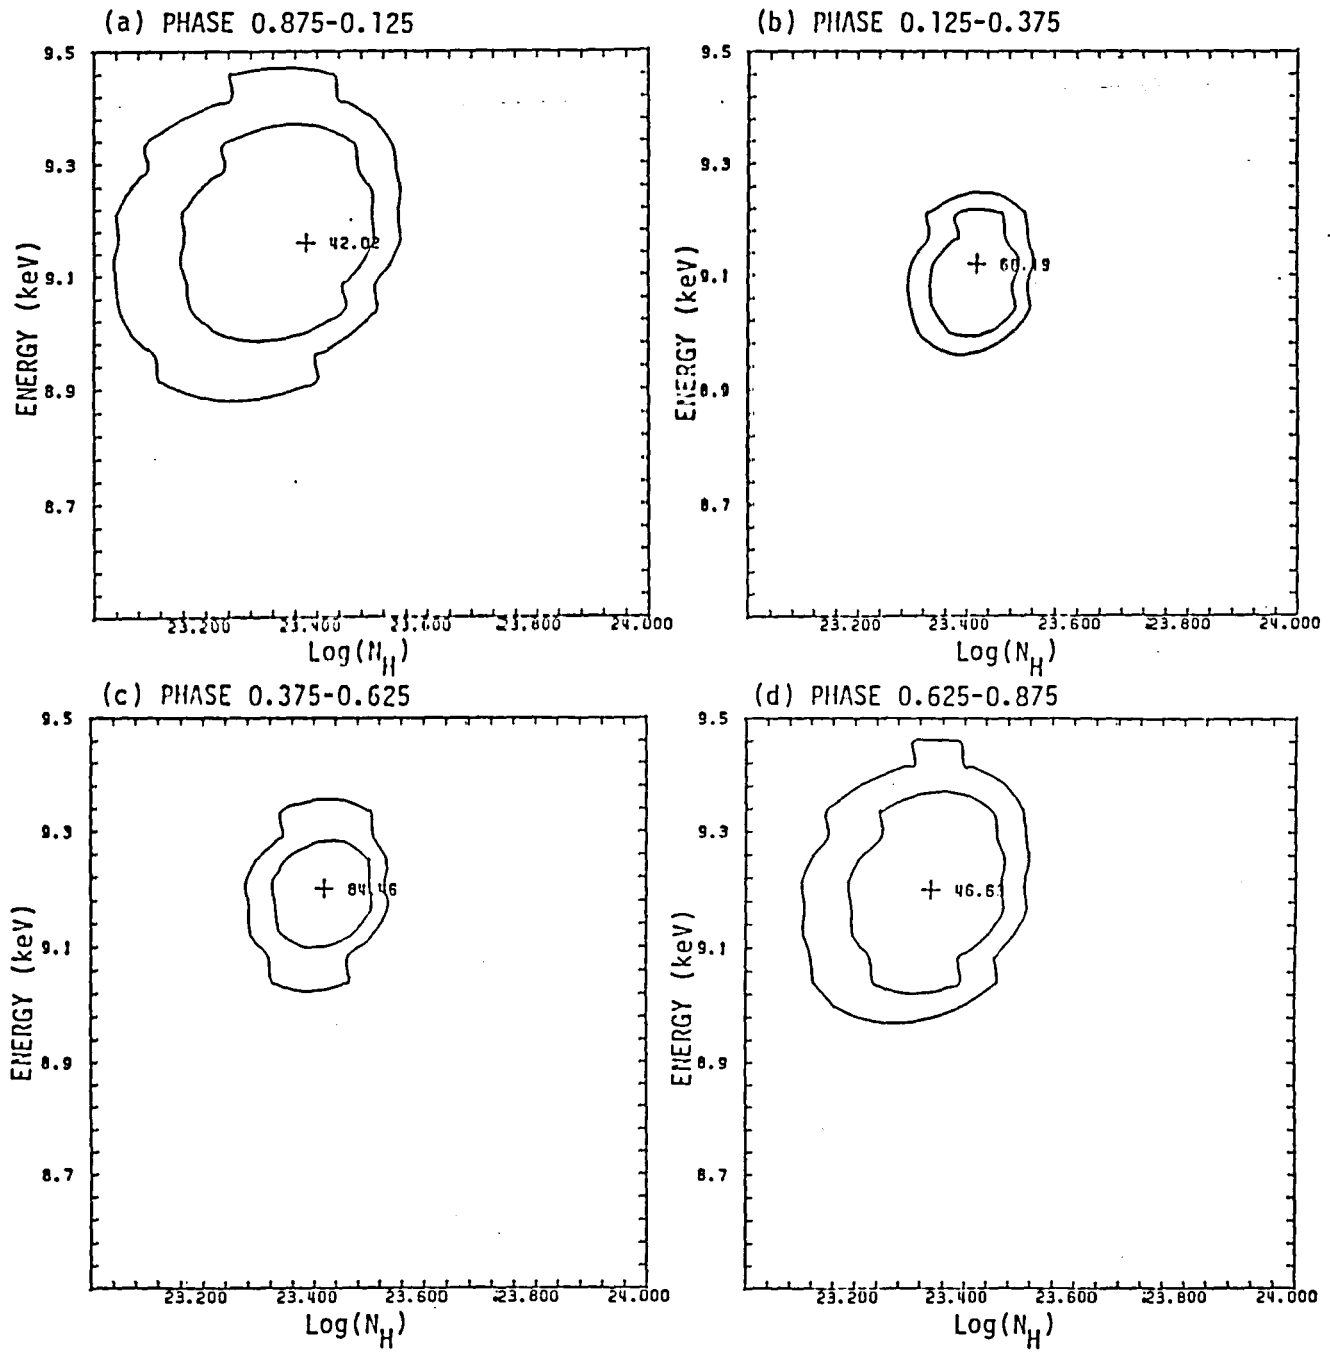 (a) PHASE 0.875-0.125
9.5
9.3
9.1
8.9
8.7
ENERGY (keV)
42.02
23.200 23.400 23.600 23.800 24.000
Log(N_H)
(b) PHASE 0.125-0.375
9.5
9.3
9.1
8.9
8.7
ENERGY (keV)
60.19
23.200 23.400 23.600 23.800 24.000
Log(N_H)
(c) PHASE 0.375-0.625
9.5
9.3
9.1
8.9
8.7
ENERGY (keV)
84.46
23.200 23.400 23.600 23.800 24.000
Log(N_H)
(d) PHASE 0.625-0.875
9.5
9.3
9.1
8.9
8.7
ENERGY (keV)
23.200 23.400 23.600 23.800 24.000
Log(N_H)